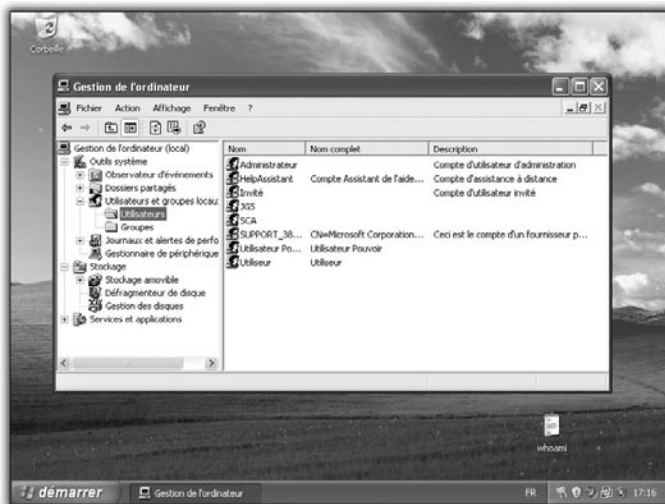 Corbeille
Gestion de l'ordinateur
Fichier Action Affichage Fenêtre ?
Gestion de l'ordinateur (local)
Outils système
Observateur d'événements
Dossiers partagés
Utilisateurs et groupes locau:
Utilisateurs
Groupes
Journaux et alertes de perfo
Gestionnaire de périphérique
Stockage
Stockage amovible
Défragmenteur de disque
Gestion des disques
Services et applications
Nom Nom complet Description
Administrateur Compte d'utilisateur d'administration
HelpAssistant Compte Assistant de l'aide... Compte d'assistance à distance
Invité Compte d'utilisateur invité
JGS
SCA
SUPPORT_38... CN=Microsoft Corporation... Ceci est le compte d'un fournisseur p...
Utilisateur Po... Utilisateur Pouvoir
Utiliseur Utiliseur
whoami
démarrer Gestion de l'ordinateur FR 17:16